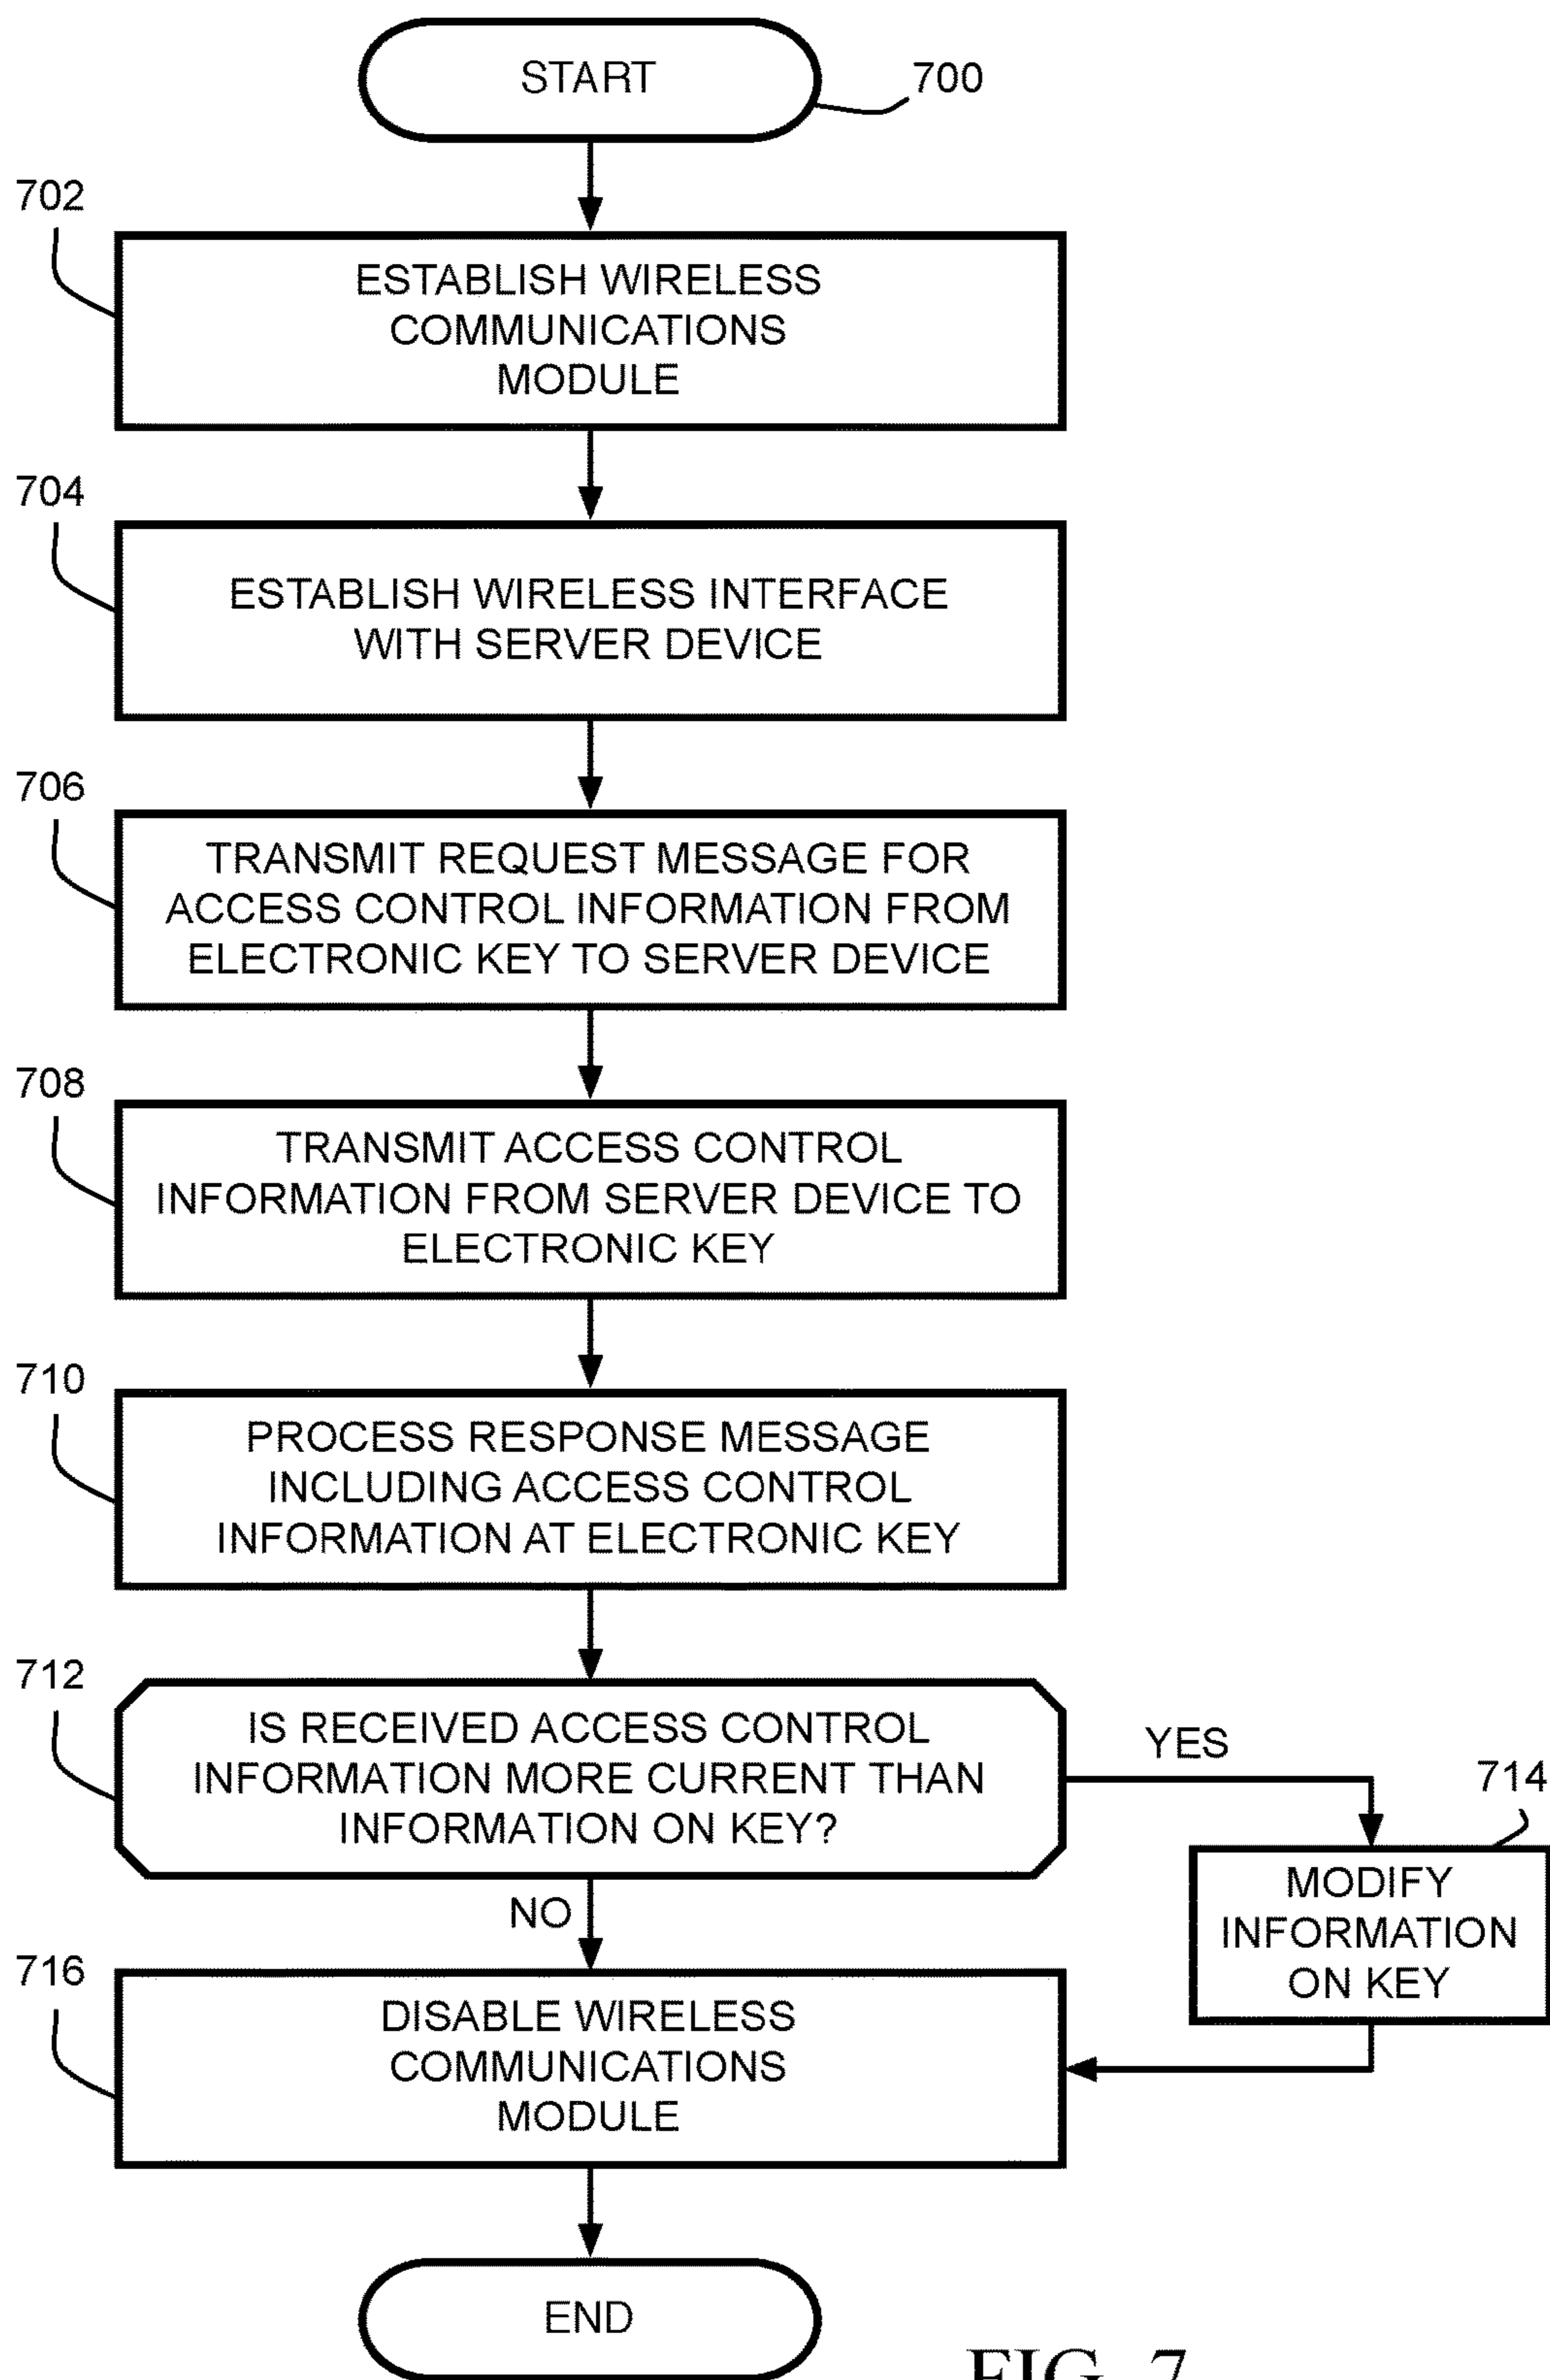 START
700
702
ESTABLISH WIRELESS
COMMUNICATIONS
MODULE
704
ESTABLISH WIRELESS INTERFACE
WITH SERVER DEVICE
706
TRANSMIT REQUEST MESSAGE FOR
ACCESS CONTROL INFORMATION FROM
ELECTRONIC KEY TO SERVER DEVICE
708
TRANSMIT ACCESS CONTROL
INFORMATION FROM SERVER DEVICE TO
ELECTRONIC KEY
710
PROCESS RESPONSE MESSAGE
INCLUDING ACCESS CONTROL
INFORMATION AT ELECTRONIC KEY
712
IS RECEIVED ACCESS CONTROL
INFORMATION MORE CURRENT THAN
INFORMATION ON KEY?
YES
714
MODIFY
INFORMATION
ON KEY
NO
716
DISABLE WIRELESS
COMMUNICATIONS
MODULE
END
FIG. 7